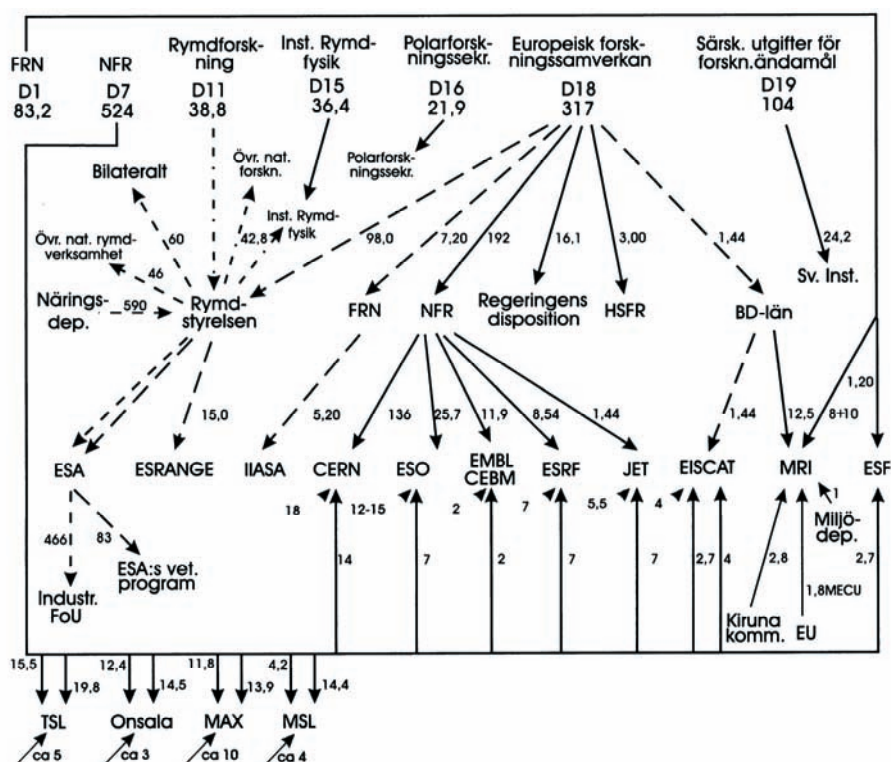 FRN
D1
83,2
NFR
D7
524
Rymdforsk-
ning
D11
38,8
Inst. Rymd-
fysik
D15
36,4
Polarforsk-
ningssekr.
D16
21,9
Europeisk forsk-
ningssamverkan
D18
317
Särsk. utgifter för
forskn.ändamål
D19
104
Bilateralt
Övr. nat.
forskn.
Polarforsk-
ningssekr.
Inst. Rymd-
fysik
Övr. nat. rymd-
verksamhet
60
42,8
98,0
7,20
192
16,1
3,00
1,44
24,2
46
Sv. Inst.
Närings-
dep.
590
Rymd-
styrelsen
FRN
NFR
Regeringens
disposition
HSFR
BD-län
1,20
15,0
5,20
136
25,7
11,9
8,54
1,44
1,44
12,5
8+10
ESA
ESRANGE
IIASA
CERN
ESO
EMBL
CEBM
ESRF
JET
EISCAT
MRI
ESF
18
12-15
2
7
5,5
4
1
Miljö-
dep.
466
83
ESA:s vet.
program
14
7
2
7
7
2,7
4
2,8
2,7
1,8MECU
Industr.
FoU
Kiruna
komm.
EU
15,5
19,8
12,4
14,5
11,8
13,9
4,2
14,4
TSL
Onsala
MAX
MSL
ca 5
ca 3
ca 10
ca 4